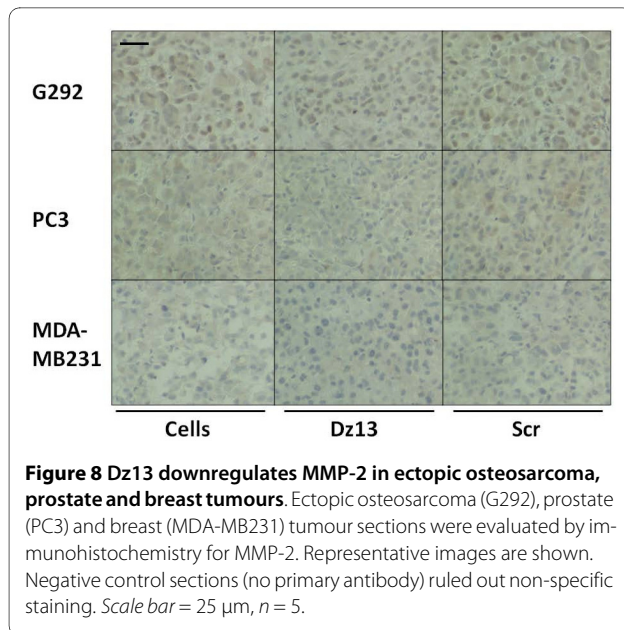 G292
PC3
MDA-
MB231
Cells Dz13 Scr
Figure 8 Dz13 downregulates MMP-2 in ectopic osteosarcoma,
prostate and breast tumours. Ectopic osteosarcoma (G292), prostate
(PC3) and breast (MDA-MB231) tumour sections were evaluated by im-
munohistochemistry for MMP-2. Representative images are shown.
Negative control sections (no primary antibody) ruled out non-specific
staining. Scale bar = 25 μm, n = 5.